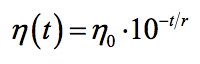 η(t) = η₀ · 10^{-t/r}